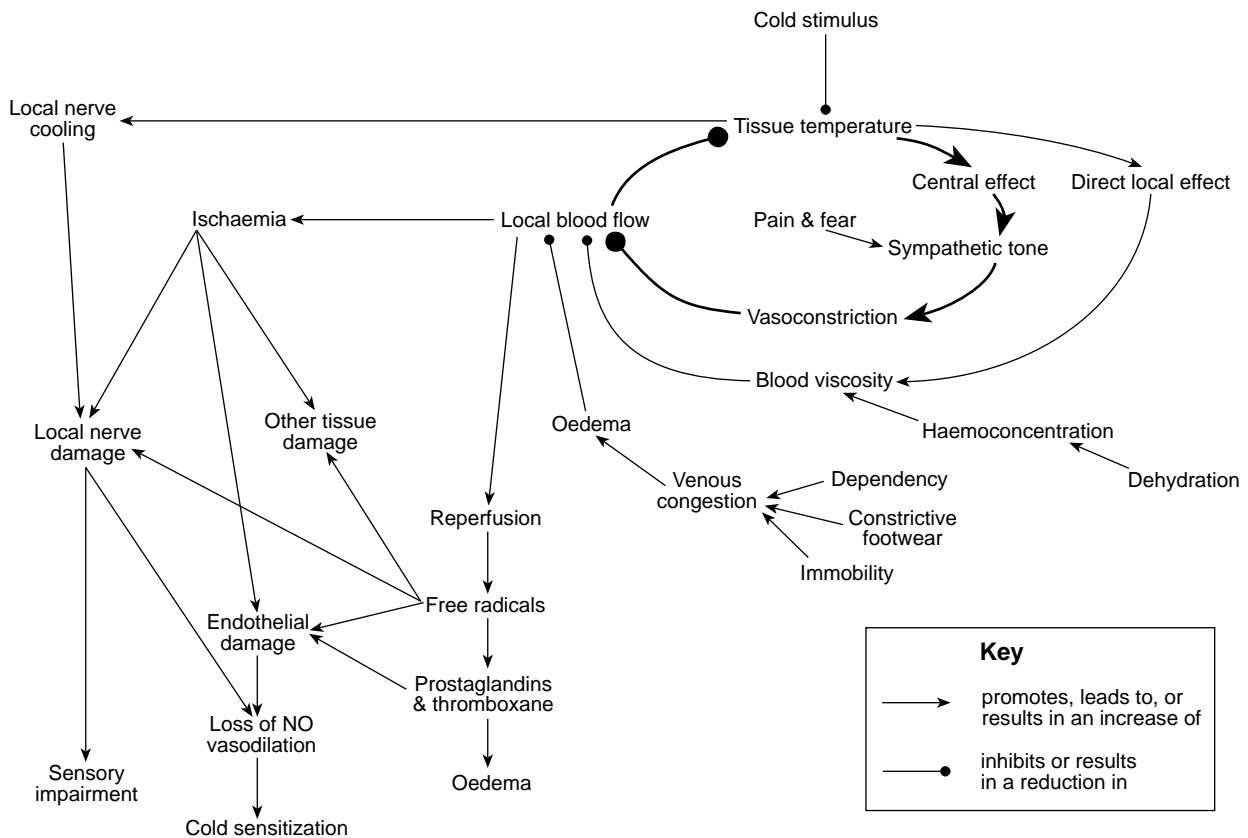 Cold stimulus
Local nerve
cooling
Tissue temperature
Central effect
Direct local effect
Ischaemia
Local blood flow
Pain & fear
Sympathetic tone
Vasoconstriction
Blood viscosity
Other tissue
damage
Oedema
Haemoconcentration
Local nerve
damage
Venous
congestion
Dependency
Dehydration
Reperfusion
Constrictive
footwear
Immobility
Free radicals
Endothelial
damage
Prostaglandins
& thromboxane
Loss of NO
vasodilation
Sensory
impairment
Oedema
Cold sensitization
Key
promotes, leads to, or
results in an increase of
inhibits or results
in a reduction in